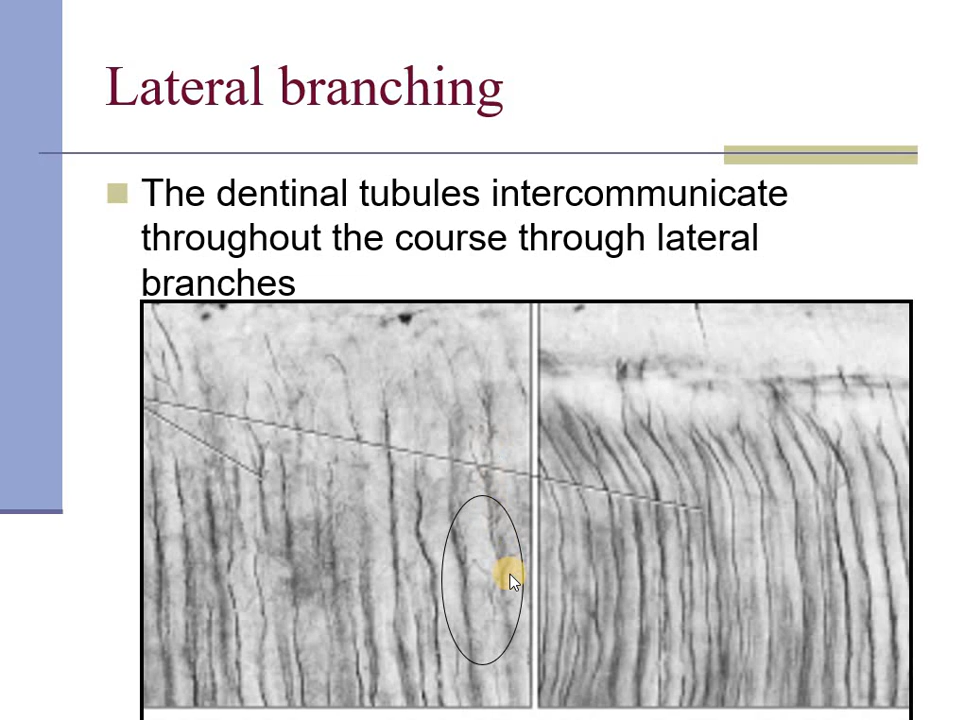 Lateral branching
The dentinal tubules intercommunicate
throughout the course through lateral
branches